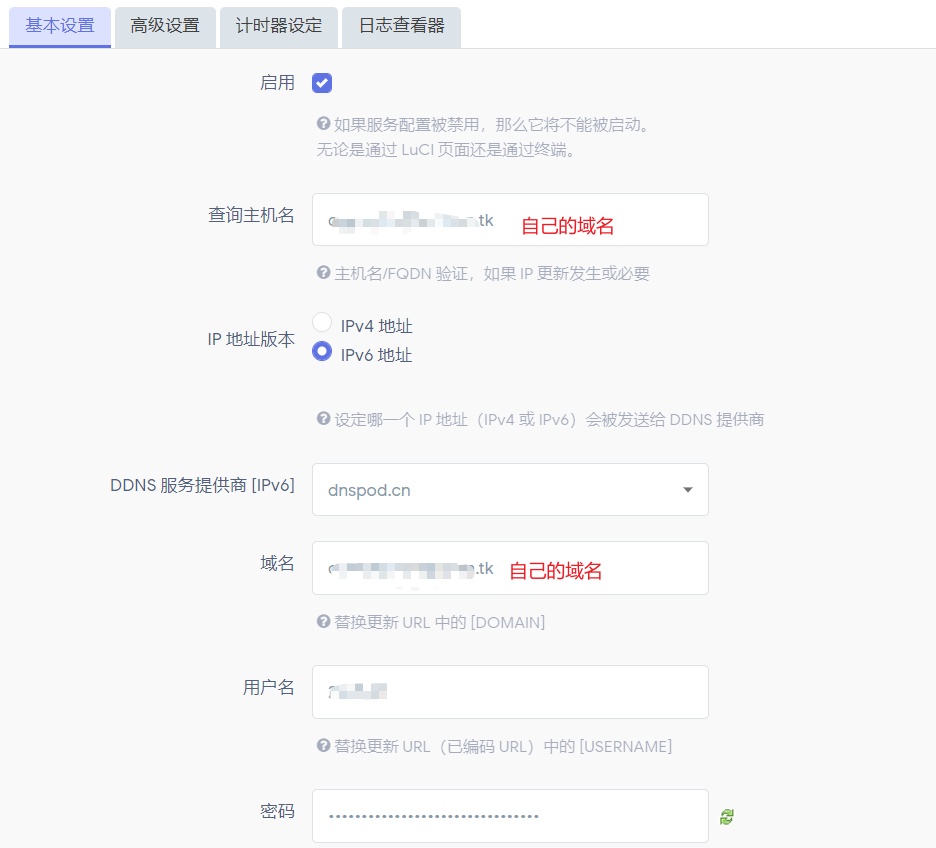 基本设置 高级设置 计时器设定 日志查看器
启用
如果服务配置被禁用，那么它将不能被启动。
无论是通过 LuCI 页面还是通过终端。
查询主机名 .tk 自己的域名
主机名/FQDN 验证，如果 IP 更新发生或必要
IPv4 地址
IP 地址版本
IPv6 地址
设定哪一个 IP 地址（IPv4 或 IPv6）会被发送给 DDNS 提供商
DDNS 服务提供商 [IPv6] dnspod.cn
域名 .tk 自己的域名
替换更新 URL 中的 [DOMAIN]
用户名
替换更新 URL（已编码 URL）中的 [USERNAME]
密码